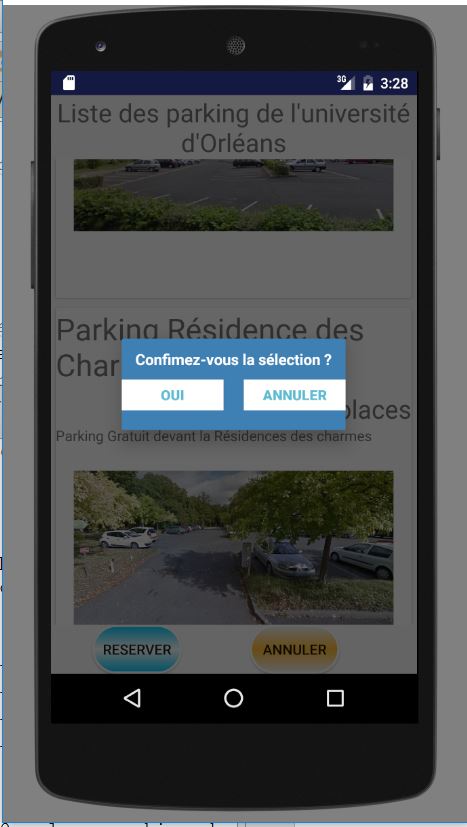 3G 3:28
Liste des parking de l'université
d'Orléans
Parking Résidence des
Char
places
Confimez-vous la sélection ?
OUI ANNULER
Parking Gratuit devant la Résidences des charmes
RESERVER ANNULER